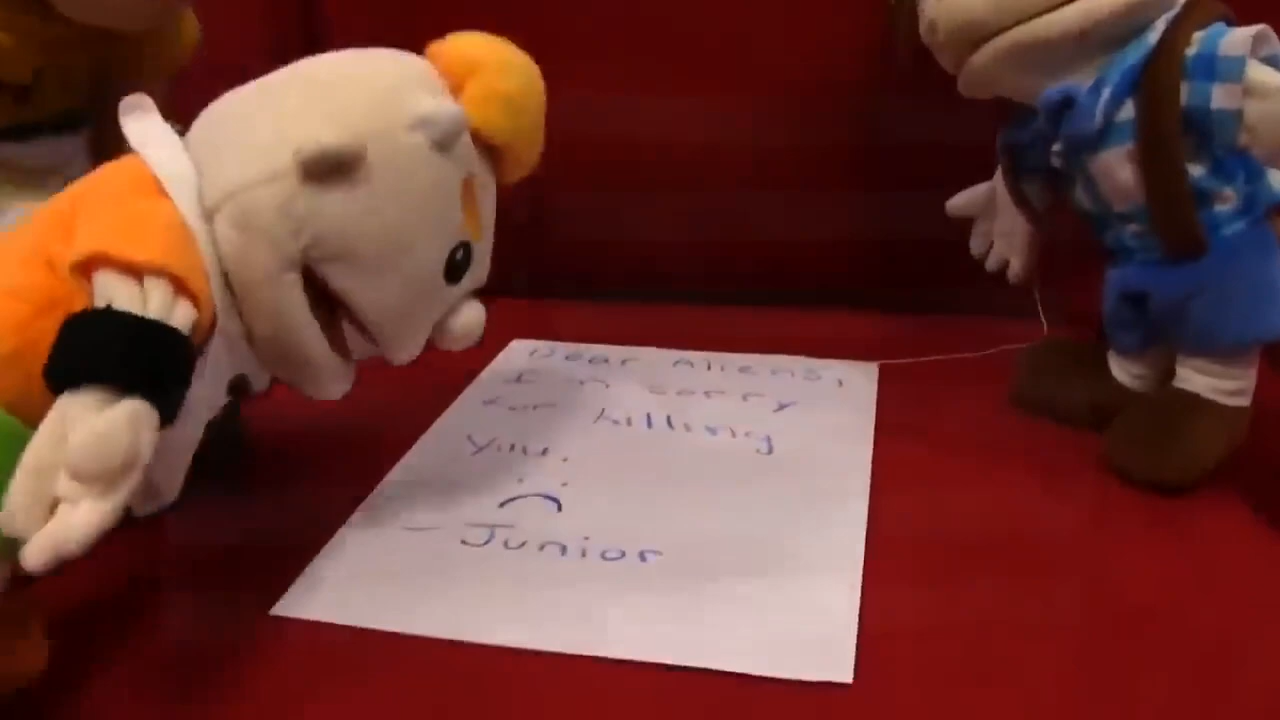 Dear Aliens,
I'm sorry
for killing
you.
:(
- Junior